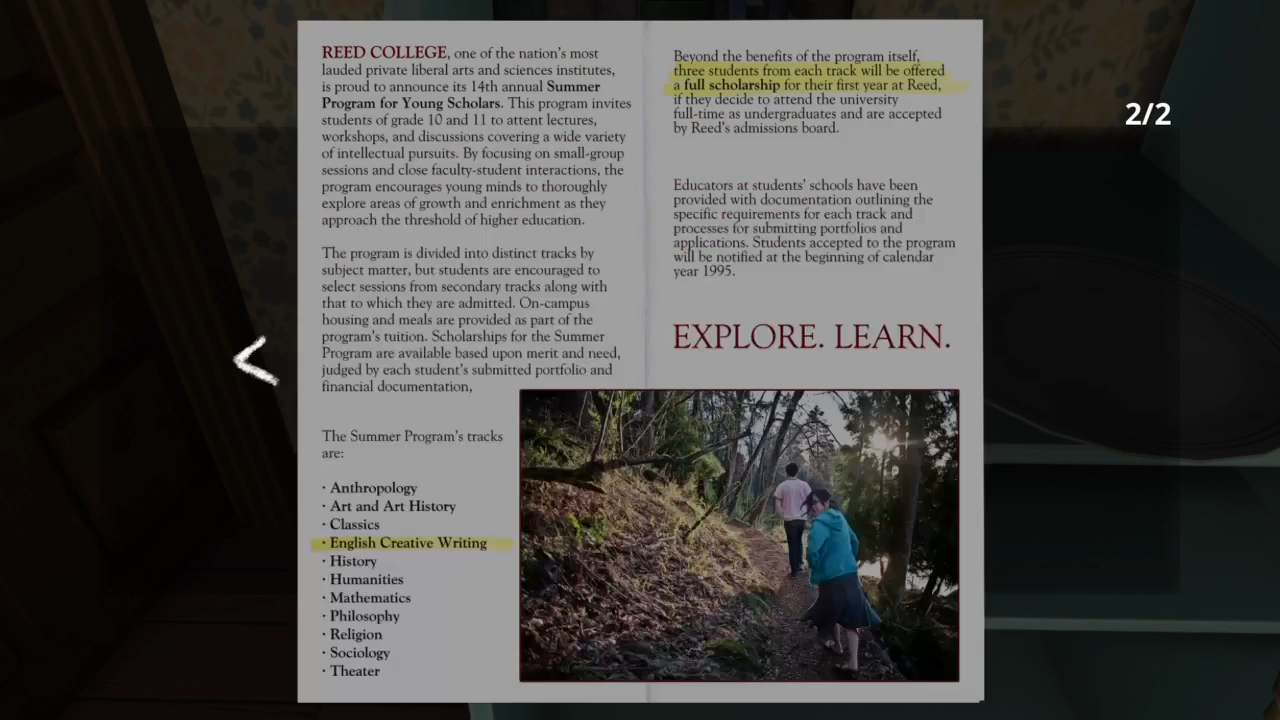 REED COLLEGE, one of the nation's most
lauded private liberal arts and sciences institutes,
is proud to announce its 14th annual Summer
Program for Young Scholars. This program invites
students of grade 10 and 11 to attent lectures,
workshops, and discussions covering a wide variety
of intellectual pursuits. By focusing on small-group
sessions and close faculty-student interactions, the
program encourages young minds to thoroughly
explore areas of growth and enrichment as they
approach the threshold of higher education.
The program is divided into distinct tracks by
subject matter, but students are encouraged to
select sessions from secondary tracks along with
that to which they are admitted. On-campus
housing and meals are provided as part of the
program's tuition. Scholarships for the Summer
Program are available based upon merit and need,
judged by each student's submitted portfolio and
financial documentation,
The Summer Program's tracks
are:
· Anthropology
· Art and Art History
· Classics
· English Creative Writing
· History
· Humanities
· Mathematics
· Philosophy
· Religion
· Sociology
· Theater
Beyond the benefits of the program itself,
three students from each track will be offered
a full scholarship for their first year at Reed,
if they decide to attend the university
full-time as undergraduates and are accepted
by Reed's admissions board.
Educators at students' schools have been
provided with documentation outlining the
specific requirements for each track and
processes for submitting portfolios and
applications. Students accepted to the program
will be notified at the beginning of calendar
year 1995.
EXPLORE. LEARN.
2/2